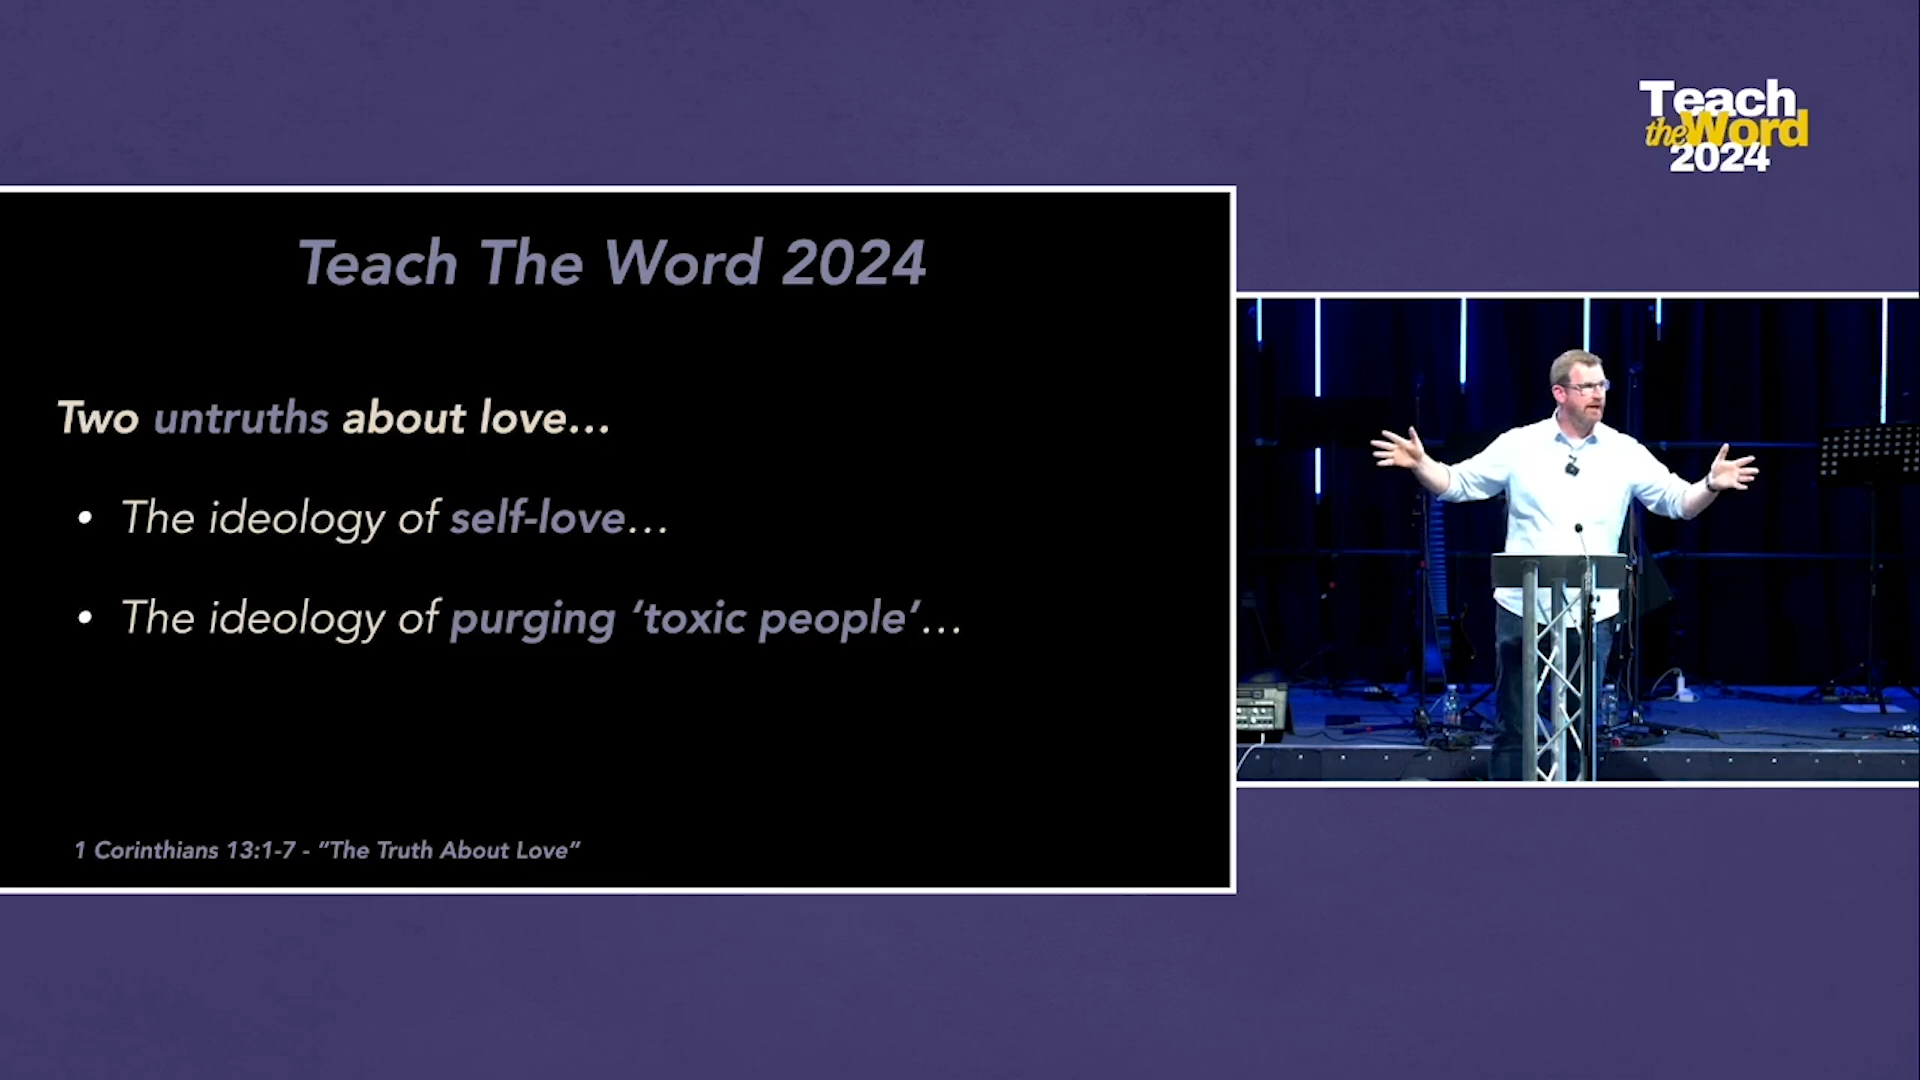 Teach
the Word
2024
Teach The Word 2024
Two untruths about love…
• The ideology of self-love…
• The ideology of purging ‘toxic people’…
1 Corinthians 13:1-7 - “The Truth About Love”